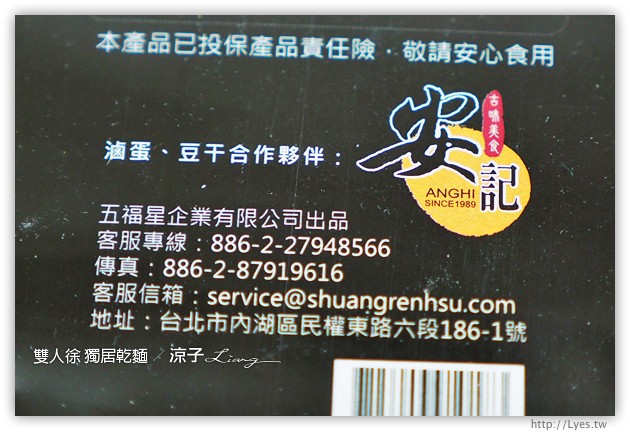 本產品已投保產品責任險，敬請安心食用
滷蛋、豆干合作夥伴：
安記
古味美食
ANGHI
SINCE1989
五福星企業有限公司出品
客服專線：886-2-27948566
傳真：886-2-87919616
客服信箱：service@shuangrenhsu.com
地址：台北市內湖區民權東路六段186-1號
雙人徐 獨居乾麵 / 涼子 Liang
http://Lyes.tw